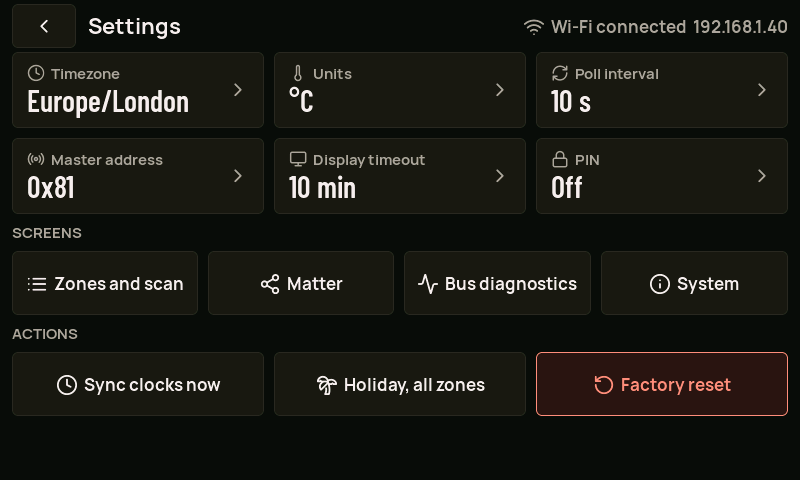 Settings
Wi-Fi connected 192.168.1.40
Timezone
Europe/London
Units
°C
Poll interval
10 s
Master address
0x81
Display timeout
10 min
PIN
Off
SCREENS
Zones and scan
Matter
Bus diagnostics
System
ACTIONS
Sync clocks now
Holiday, all zones
Factory reset